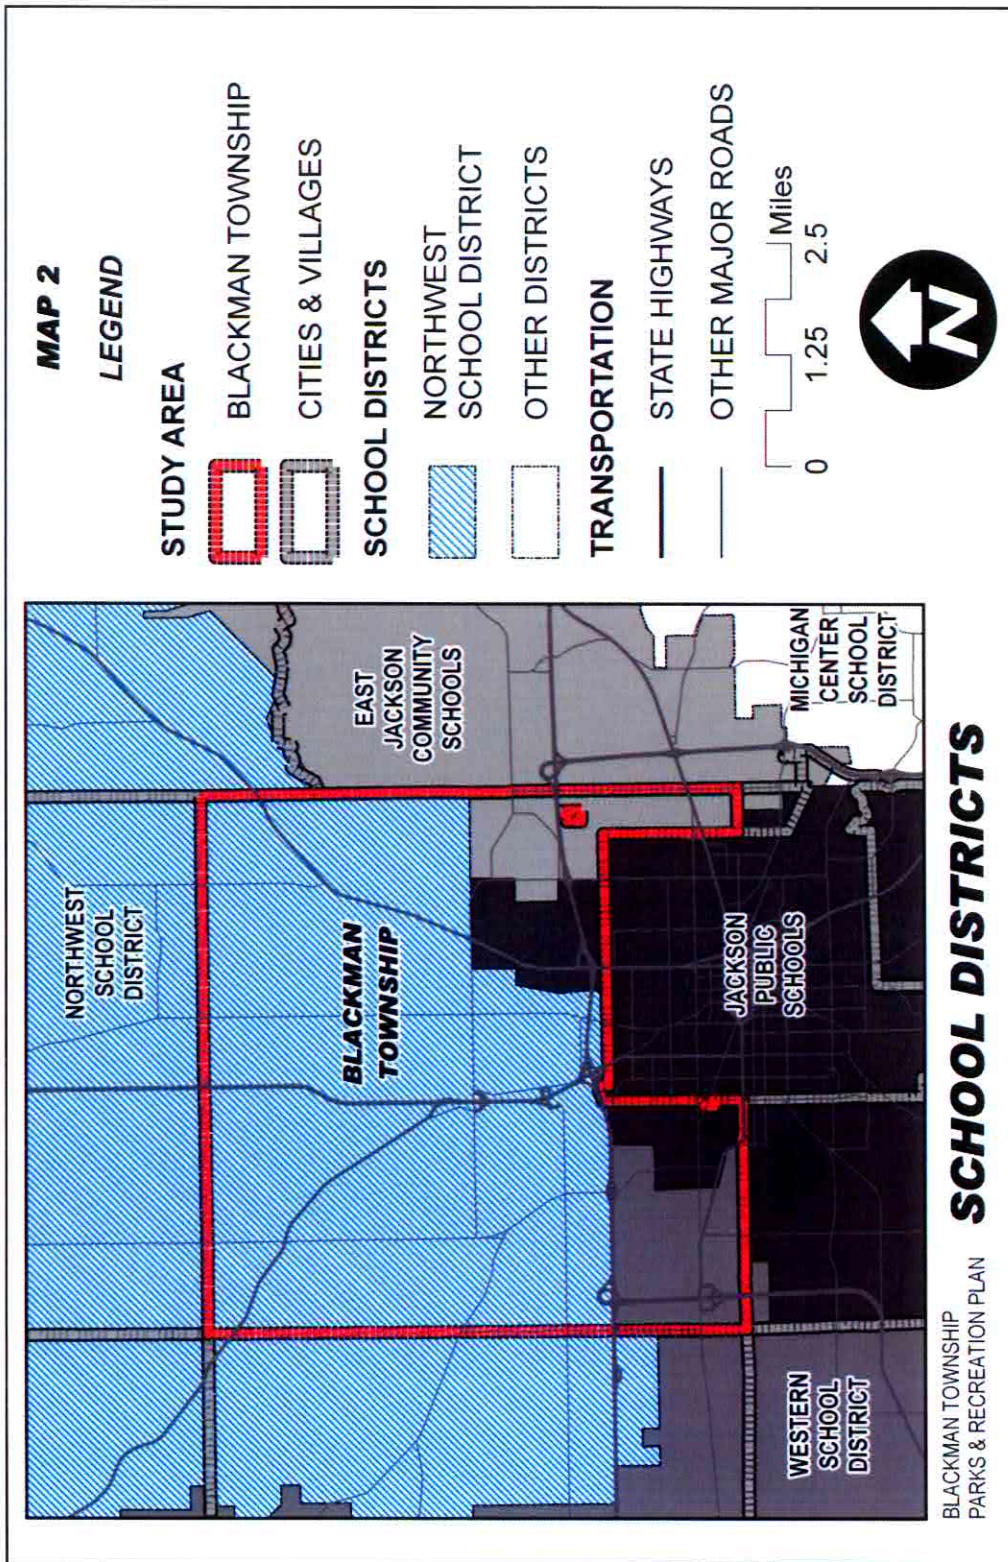 MAP 2
LEGEND
STUDY AREA
BLACKMAN TOWNSHIP
CITIES & VILLAGES
SCHOOL DISTRICTS
NORTHWEST
SCHOOL DISTRICT
OTHER DISTRICTS
TRANSPORTATION
STATE HIGHWAYS
OTHER MAJOR ROADS
0
1.25
2.5
Miles
N
NORTHWEST
SCHOOL
DISTRICT
BLACKMAN
TOWNSHIP
EAST
JACKSON
COMMUNITY
SCHOOLS
JACKSON
PUBLIC
SCHOOLS
MICHIGAN
CENTER
SCHOOL
DISTRICT
WESTERN
SCHOOL
DISTRICT
BLACKMAN TOWNSHIP
PARKS & RECREATION PLAN
SCHOOL DISTRICTS